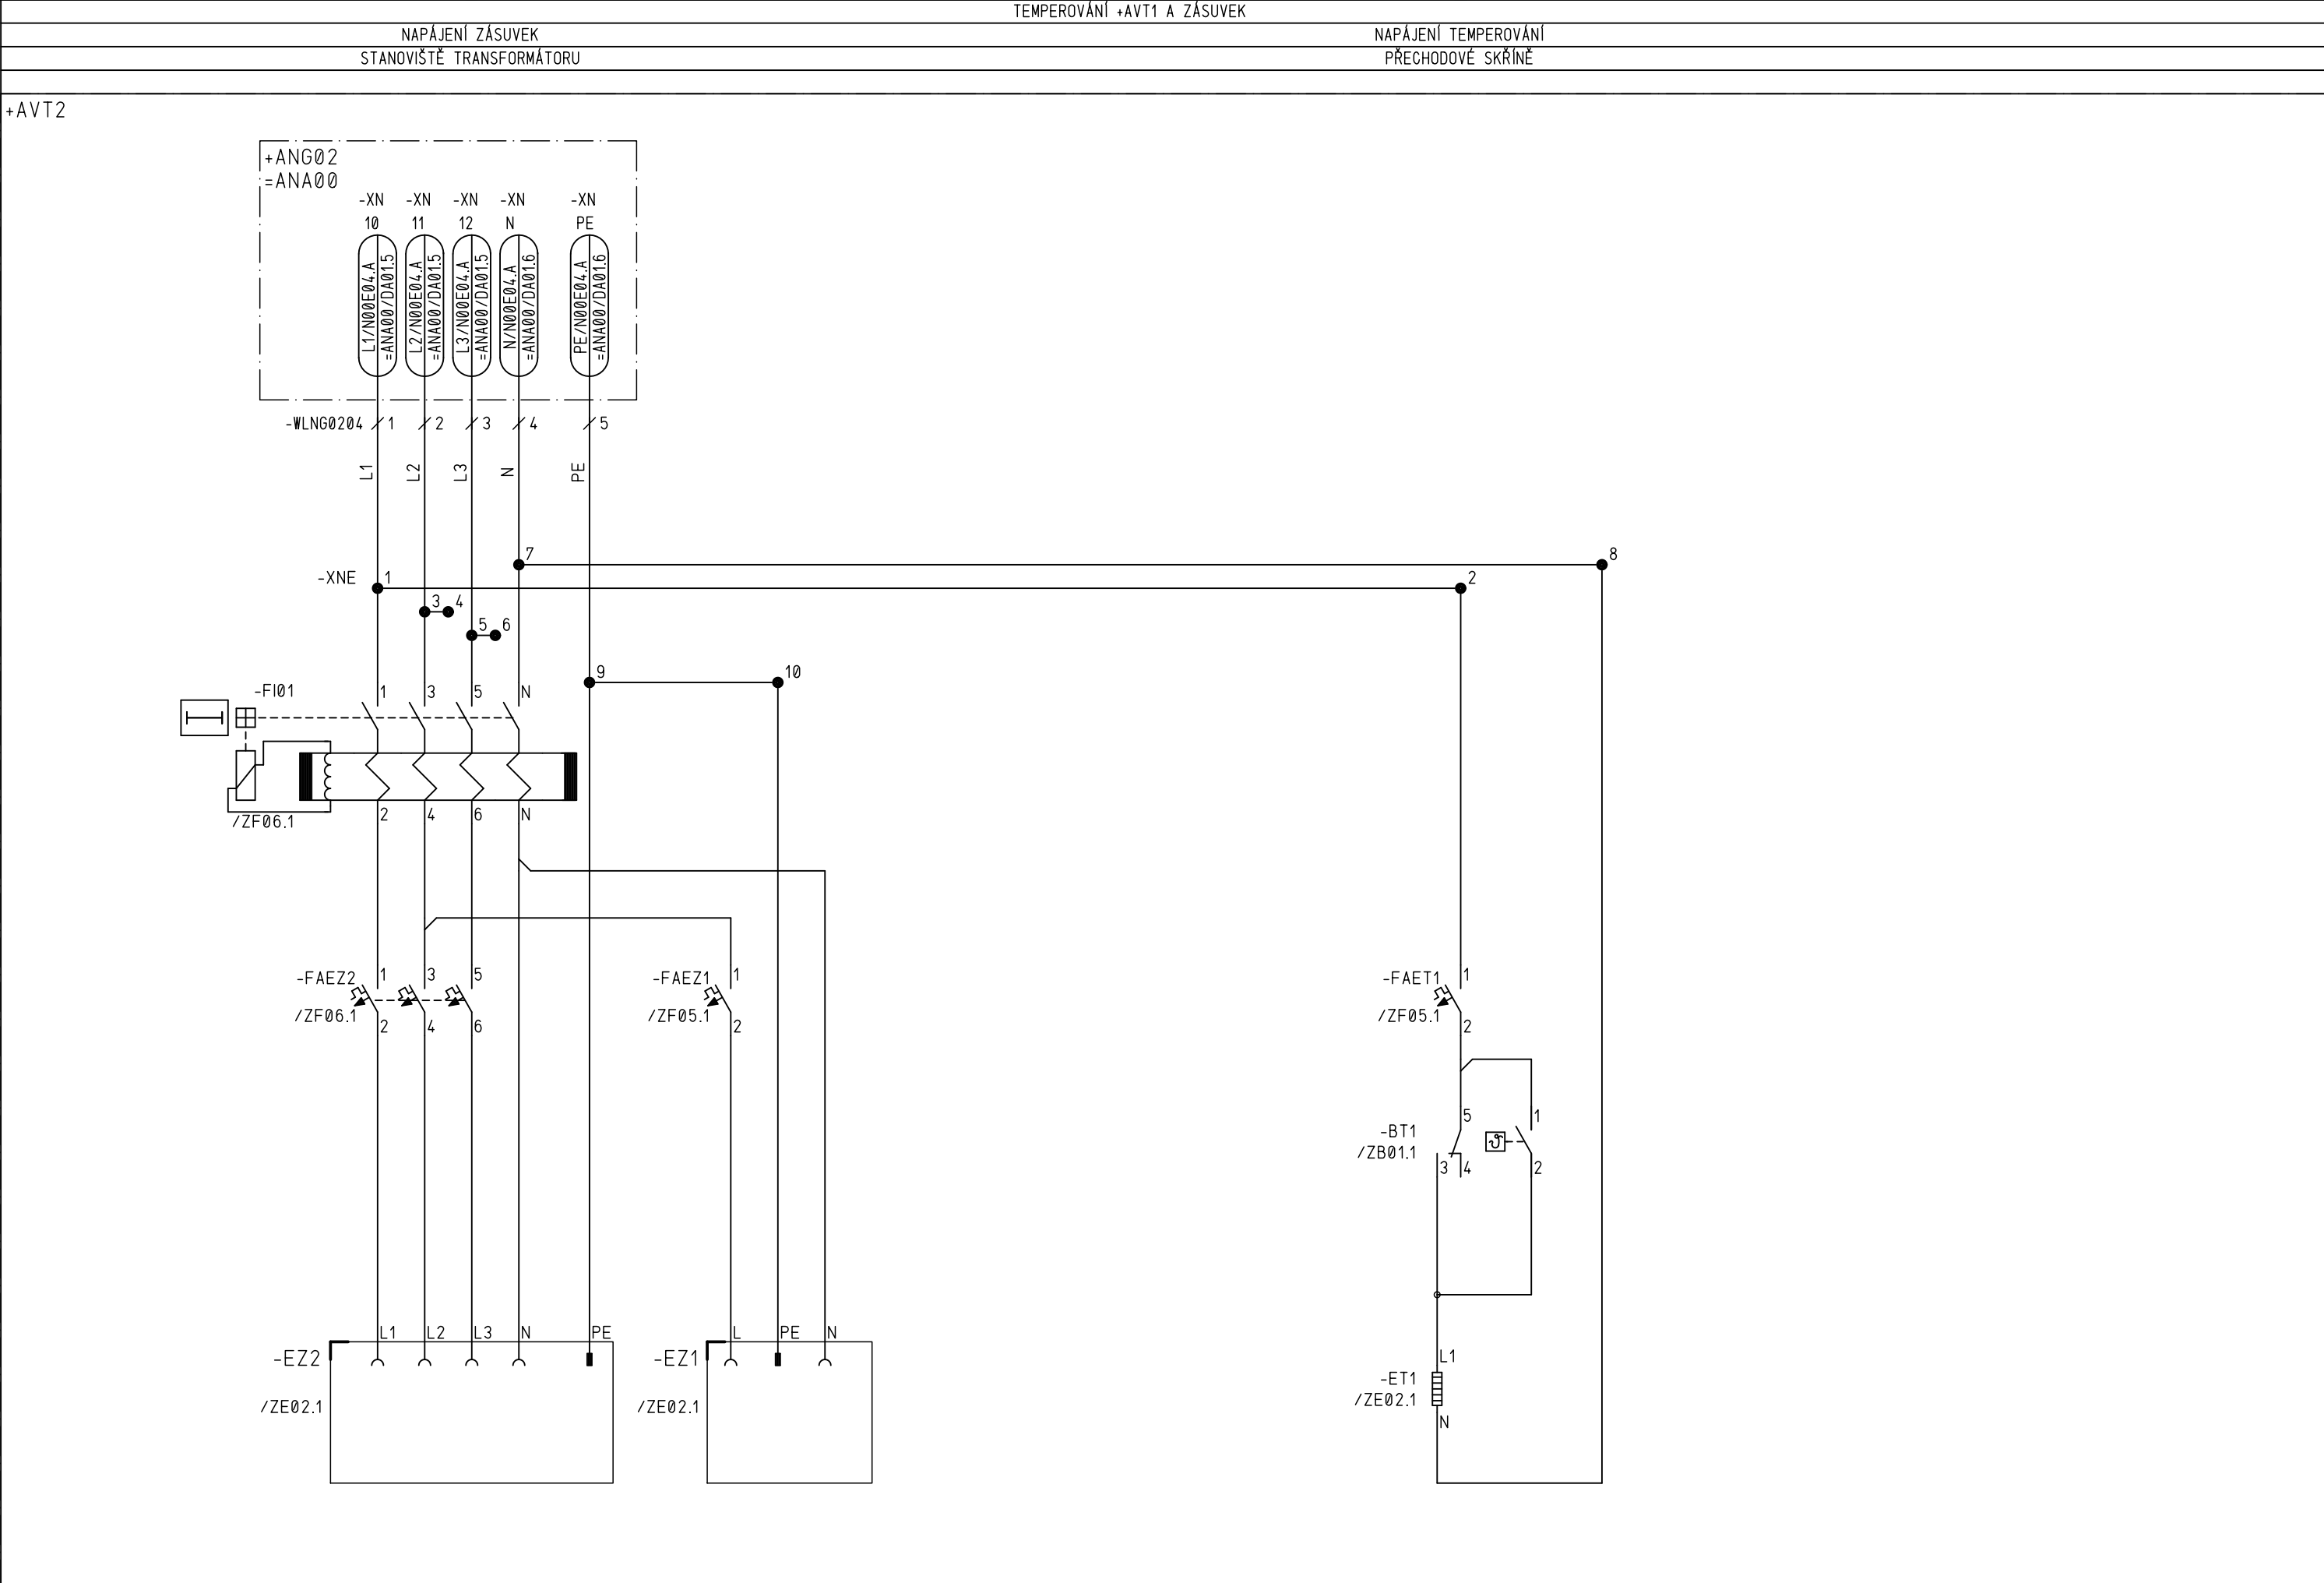 TEMPEROVÁNÍ +AVT1 A ZÁSUVEK
NAPÁJENÍ ZÁSUVEK NAPÁJENÍ TEMPEROVÁNÍ
STANOVIŠTĚ TRANSFORMÁTORU PŘECHODOVÉ SKŘÍNĚ
+AVT2
+ANG02
=ANA00
-XN -XN -XN -XN -XN
10 11 12 N PE
L1/N00E04.A
=ANA00/DA01.5
L2/N00E04.A
=ANA00/DA01.5
L3/N00E04.A
=ANA00/DA01.5
N/N00E04.A
=ANA00/DA01.6
PE/N00E04.A
=ANA00/DA01.6
-WLNG0204 1 2 3 4 5
L1 L2 L3 N PE
7 8
-XNE 1 2
3 4
5 6
9 10
-FI01 1 3 5 N
/ZF06.1 2 4 6 N
-FAEZ2 1 3 5 -FAEZ1 1 -FAET1 1
/ZF06.1 2 4 6 /ZF05.1 2 /ZF05.1 2
5 1
-BT1 ϑ
/ZB01.1 3 4 2
L1 L2 L3 N PE L PE N
-EZ2 -EZ1 L1
-ET1
/ZE02.1 /ZE02.1 /ZE02.1
N